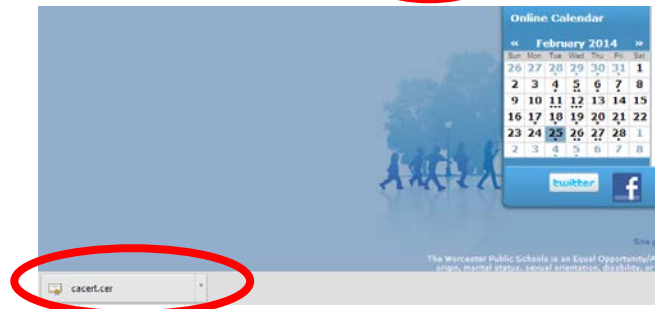 Online Calendar
« February 2014 »
Sun Mon Tue Wed Thu Fri Sat
26 27 28 29 30 31 1
2 3 4 5 6 7 8
9 10 11 12 13 14 15
16 17 18 19 20 21 22
23 24 25 26 27 28 1
2 3 4 5 6 7 8
twitter f
Site
The Worcester Public Schools is an Equal Opportunity/A
origin, marital status, sexual orientation, disability, or
cacert.cer